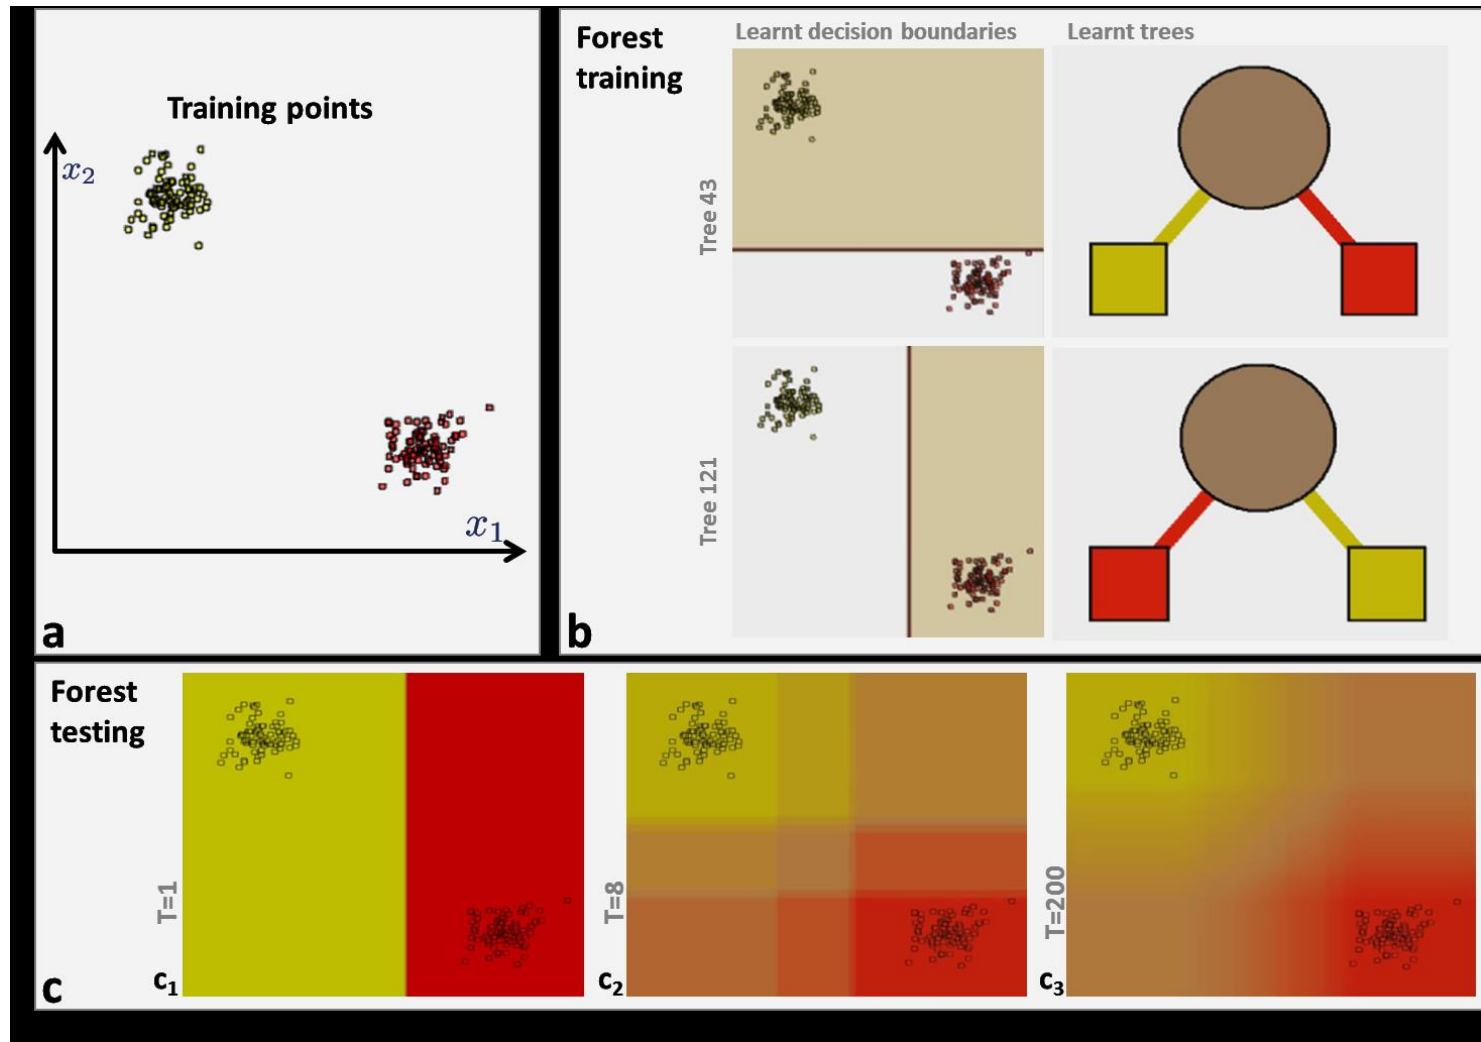 Training points
x₂
x₁
a
Forest
training
Learnt decision boundaries
Learnt trees
Tree 43
Tree 121
b
Forest
testing
T=1
c₁
T=8
c₂
T=200
c₃
c